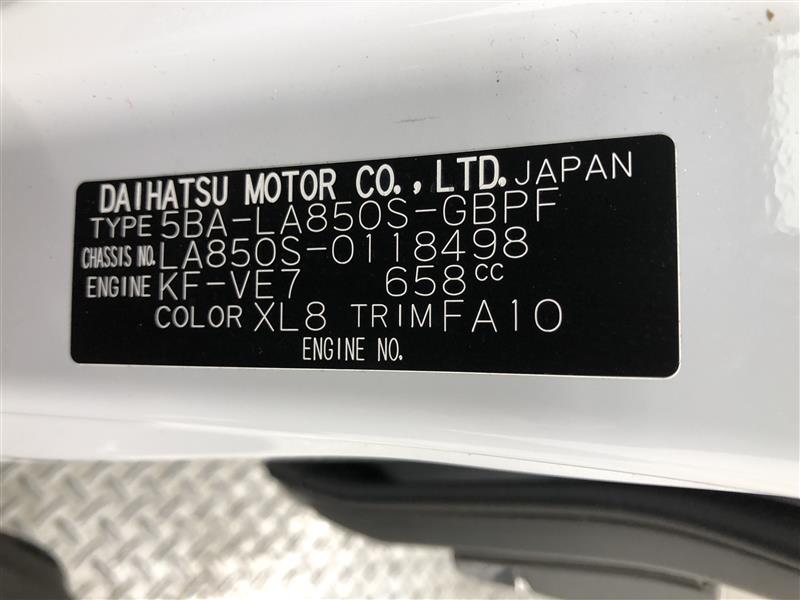 DAIHATSU MOTOR CO., LTD. JAPAN
TYPE 5BA-LA850S-GBPF
CHASSIS NO. LA850S-0118498
ENGINE KF-VE7 658cc
COLOR XL8 TRIM FA10
ENGINE NO.